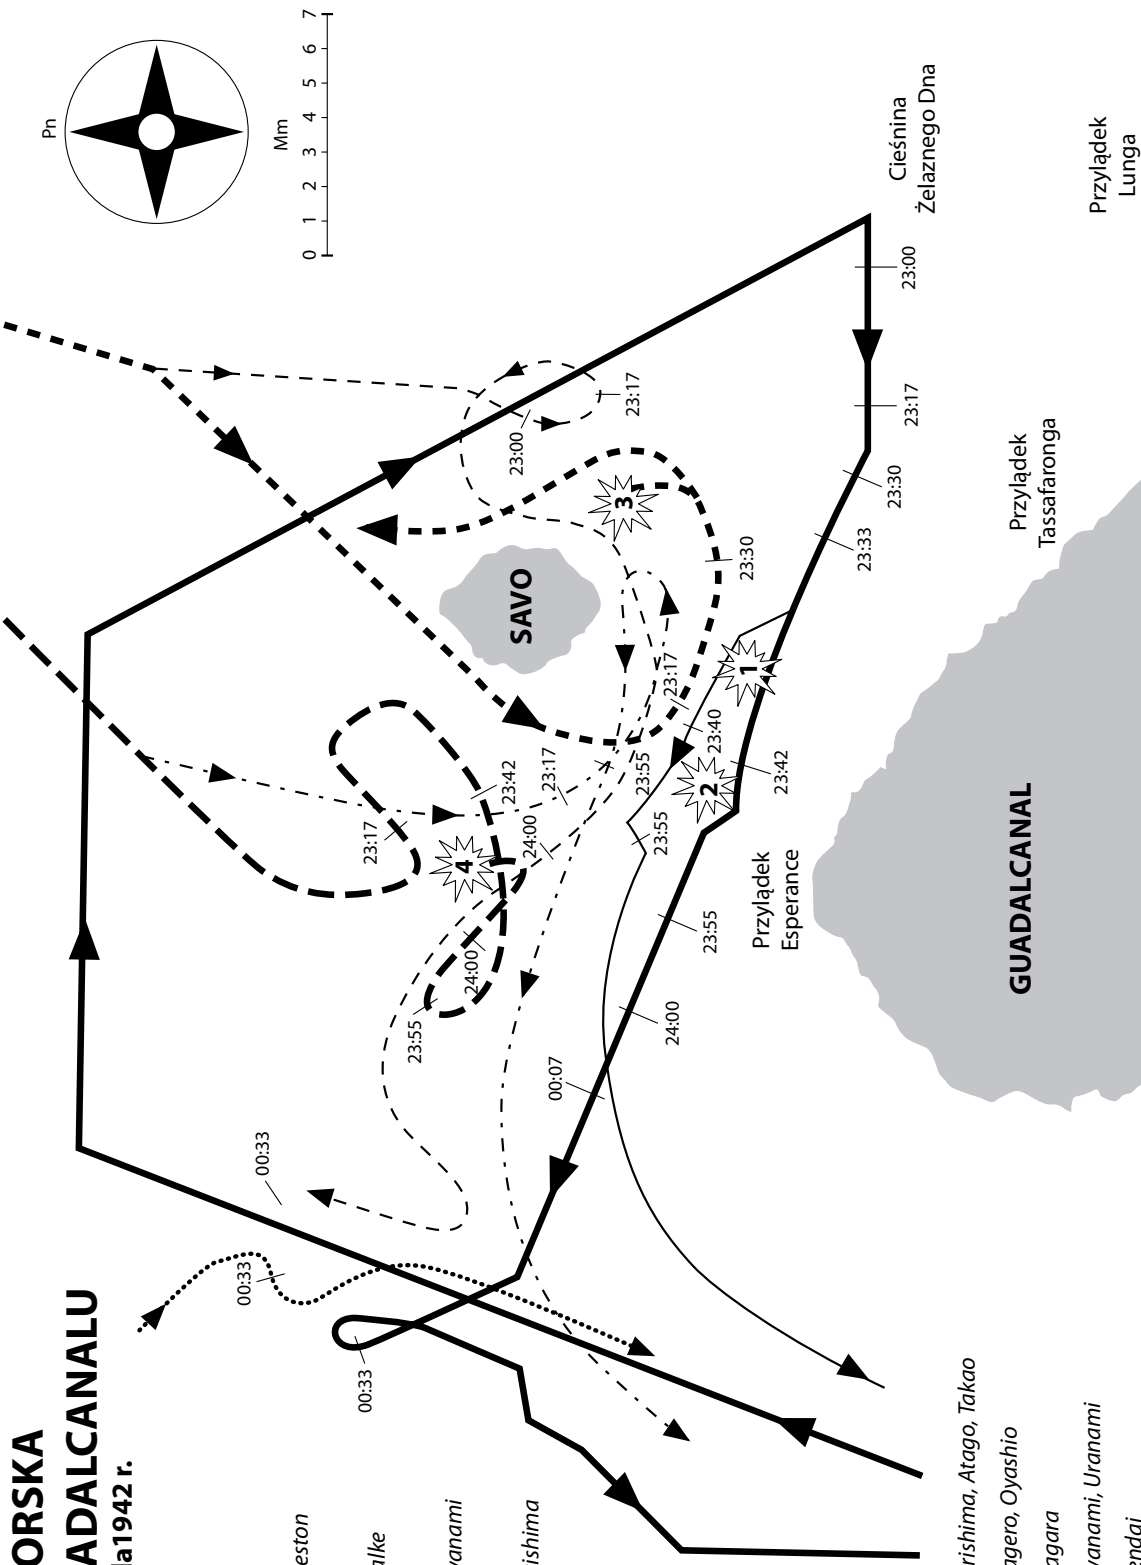 ORSKA
ADALCANALU
la1942 r.
Pn
Mm
0 1 2 3 4 5 6 7
00:33
00:33
00:33
eston
alke
yanami
ishima
23:17
23:42
23:17
24:00
23:55
24:00
4
23:00
23:17
SAVO
3
23:30
23:17
23:40
23:55
23:55
1
2
23:42
00:07
24:00
23:55
23:33
23:30
23:17
23:00
Cieśnina
Żelaznego Dna
Przylądek
Esperance
Przylądek
Tassafaronga
Przylądek
Lunga
GUADALCANAL
rishima, Atago, Takao
agero, Oyashio
agara
yanami, Uranami
endai